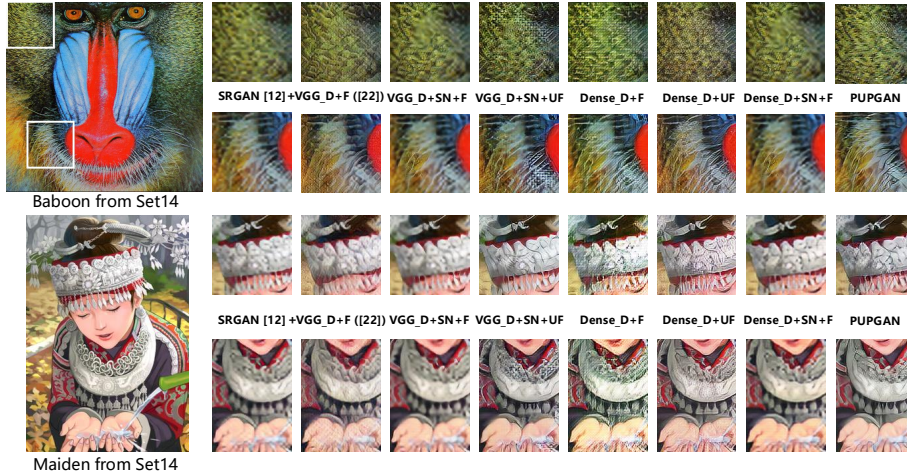 SRGAN [12] +VGG_D+F ([22]) VGG_D+SN+F VGG_D+SN+UF Dense_D+F Dense_D+UF Dense_D+SN+F PUPGAN
Baboon from Set14
SRGAN [12] +VGG_D+F ([22]) VGG_D+SN+F VGG_D+SN+UF Dense_D+F Dense_D+UF Dense_D+SN+F PUPGAN
Maiden from Set14